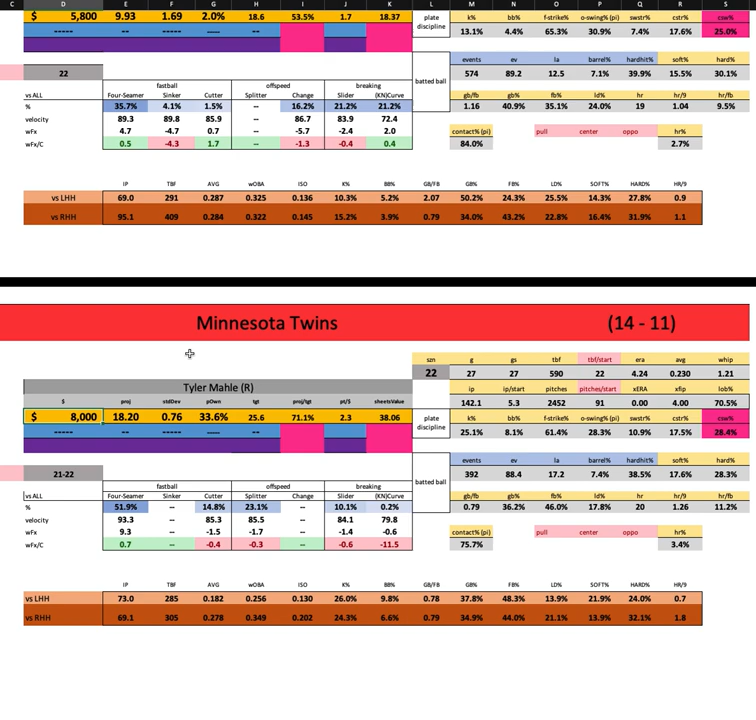 C D E F G H I J K L M N O P Q R S
$ 5,800 9.93 1.69 2.0% 18.6 53.5% 1.7 18.37 plate discipline k% bb% f-strike% o-swing% (pi) swstr% cstr% csw%
----- -- --- ---- -- 13.1% 4.4% 65.3% 30.9% 7.4% 17.6% 25.0%
events ev la barrel% hardhit% soft% hard%
22 574 89.2 12.5 7.1% 39.9% 15.5% 30.1%
fastball offspeed breaking batted ball gb/fb gb% fb% ld% hr hr/9 hr/fb
vs ALL Four-Seamer Sinker Cutter Splitter Change Slider (KN)Curve
% 35.7% 4.1% 1.5% -- 16.2% 21.2% 21.2% 1.16 40.9% 35.1% 24.0% 19 1.04 9.5%
velocity 89.3 89.8 85.9 86.7 83.9 72.4
wFx 4.7 -4.7 0.7 -5.7 -2.4 2.0 contact% (pi) pull center oppo hr%
wFx/C 0.5 -4.3 1.7 -- -1.3 -0.4 0.4 84.0% 2.7%
IP TBF AVG wOBA ISO K% BB% GB/FB GB% FB% LD% SOFT% HARD% HR/9
vs LHH 69.0 291 0.287 0.325 0.136 10.3% 5.2% 2.07 50.2% 24.3% 25.5% 14.3% 27.8% 0.9
vs RHH 95.1 409 0.284 0.322 0.145 15.2% 3.9% 0.79 34.0% 43.2% 22.8% 16.4% 31.9% 1.1
Minnesota Twins (14 - 11)
szn g gs tbf tbf/start era avg whip
22 27 27 590 22 4.24 0.230 1.21
Tyler Mahle (R) ip ip/start pitches pitches/start xERA xfip lob%
$ proj stdDev pOwn tgt proj/tgt pt/$ sheetsValue 142.1 5.3 2452 91 0.00 4.00 70.5%
$ 8,000 18.20 0.76 33.6% 25.6 71.1% 2.3 38.06 plate discipline k% bb% f-strike% o-swing% (pi) swstr% cstr% csw%
----- -- --- ---- -- 25.1% 8.1% 61.4% 28.3% 10.9% 17.5% 28.4%
events ev la barrel% hardhit% soft% hard%
21-22 392 88.4 17.2 7.4% 38.5% 17.6% 28.3%
fastball offspeed breaking batted ball gb/fb gb% fb% ld% hr hr/9 hr/fb
vs ALL Four-Seamer Sinker Cutter Splitter Change Slider (KN)Curve
% 51.9% -- 14.8% 23.1% -- 10.1% 0.2% 0.79 36.2% 46.0% 17.8% 20 1.26 11.2%
velocity 93.3 85.3 85.5 84.1 79.8
wFx 9.3 -1.5 -1.7 -1.4 -0.6 contact% (pi) pull center oppo hr%
wFx/C 0.7 -- -0.4 -0.3 -- -0.6 -11.5 75.7% 3.4%
IP TBF AVG wOBA ISO K% BB% GB/FB GB% FB% LD% SOFT% HARD% HR/9
vs LHH 73.0 285 0.182 0.256 0.130 26.0% 9.8% 0.78 37.8% 48.3% 13.9% 21.9% 24.0% 0.7
vs RHH 69.1 305 0.278 0.349 0.202 24.3% 6.6% 0.79 34.9% 44.0% 21.1% 13.9% 32.1% 1.8